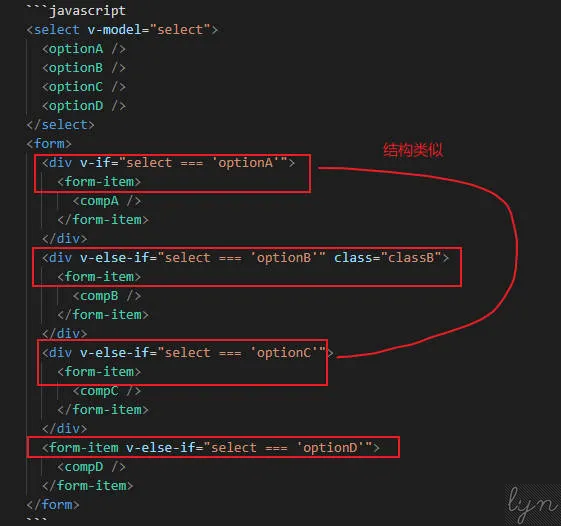 ```javascript
<select v-model="select">
<optionA />
<optionB />
<optionC />
<optionD />
</select>
<form>
结构类似
<div v-if="select === 'optionA'">
<form-item>
<compA />
</form-item>
</div>
<div v-else-if="select === 'optionB'" class="classB">
<form-item>
<compB />
</form-item>
</div>
<div v-else-if="select === 'optionC'">
<form-item>
<compC />
</form-item>
</div>
<form-item v-else-if="select === 'optionD'">
<compD />
</form-item>
</form>
```
lyn